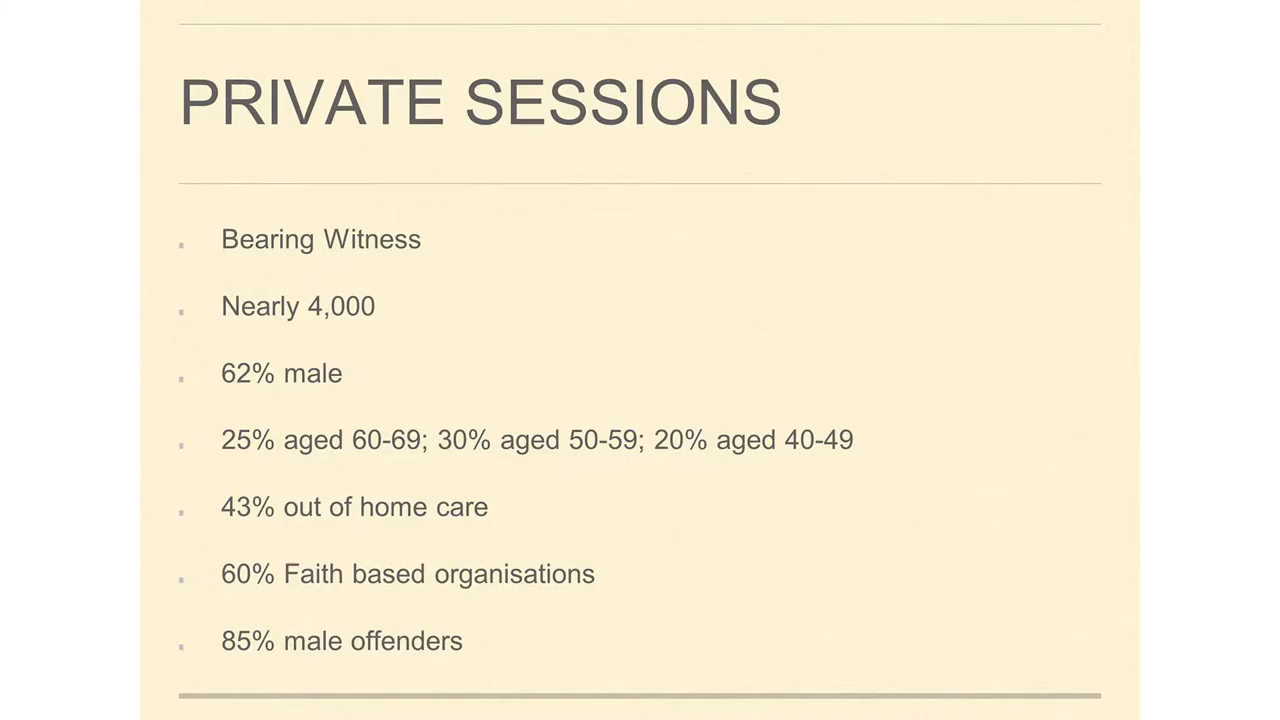 PRIVATE SESSIONS
Bearing Witness
Nearly 4,000
62% male
25% aged 60-69; 30% aged 50-59; 20% aged 40-49
43% out of home care
60% Faith based organisations
85% male offenders